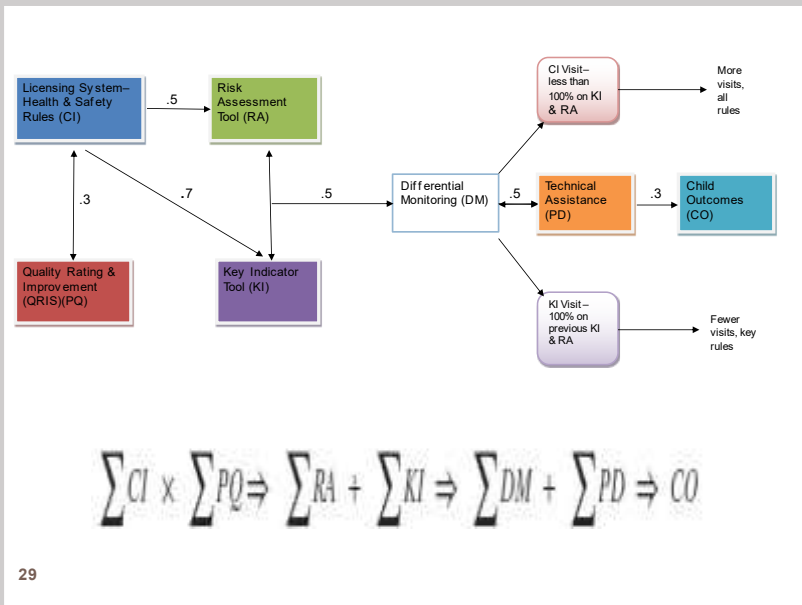 Licensing System–
Health & Safety
Rules (CI)
.5
Risk
Assessment
Tool (RA)
CI Visit–
less than
100% on KI
& RA
More
visits,
all
rules
.3
.7
.5
Differential
Monitoring (DM)
.5
Technical
Assistance
(PD)
.3
Child
Outcomes
(CO)
Quality Rating &
Improvement
(QRIS)(PQ)
Key Indicator
Tool (KI)
KI Visit –
100% on
previous KI
& RA
Fewer
visits, key
rules
∑CI × ∑PQ⇒ ∑RA + ∑KI ⇒ ∑DM + ∑PD ⇒ CO
29